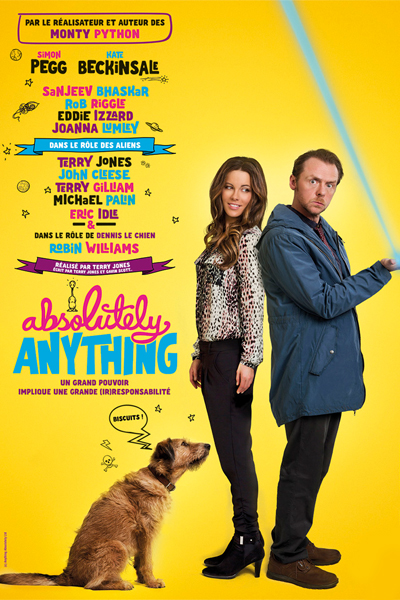 PAR LE RÉALISATEUR ET AUTEUR DES
MONTY PYTHON
SIMON PEGG
KATE BECKINSALE
SANJEEV BHASKAR
ROB RIGGLE
EDDIE IZZARD
JOANNA LUMLEY
DANS LE RÔLE DES ALIENS
TERRY JONES
JOHN CLEESE
TERRY GILLIAM
MICHAEL PALIN
ERIC IDLE
&
DANS LE RÔLE DE DENNIS LE CHIEN
ROBIN WILLIAMS
RÉALISÉ PAR TERRY JONES
ÉCRIT PAR TERRY JONES ET GAVIN SCOTT.
absolutely
ANYTHING
UN GRAND POUVOIR
IMPLIQUE UNE GRANDE (IR)RESPONSABILITÉ
BISCUITS !